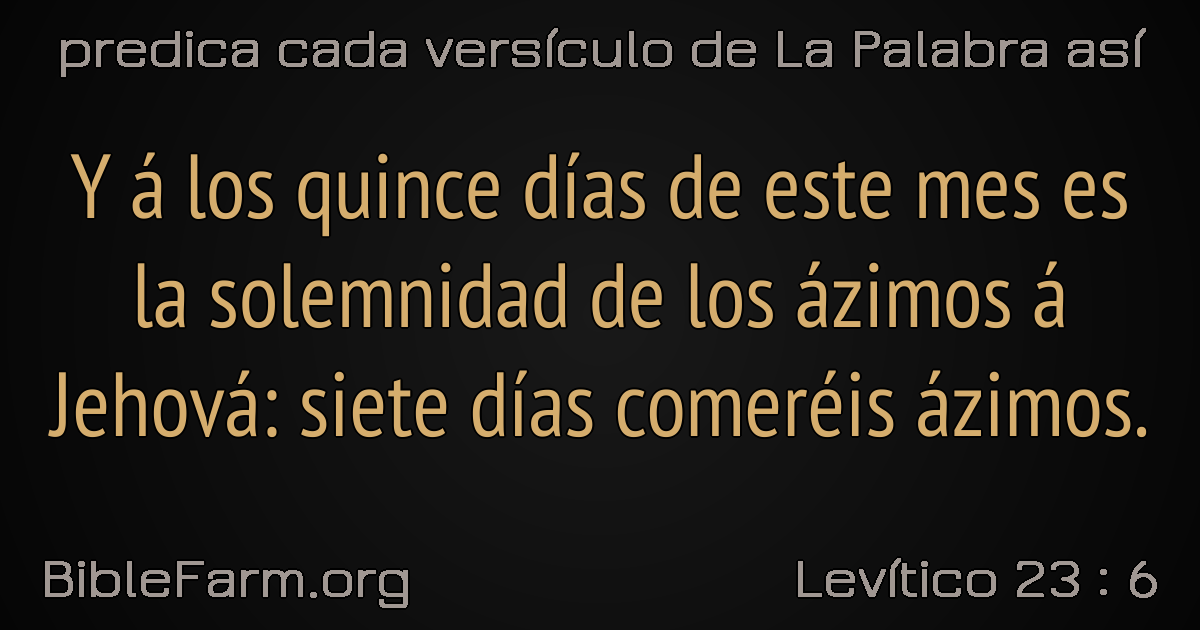 predica cada versículo de La Palabra así
Y á los quince días de este mes es
la solemnidad de los ázimos á
Jehová: siete días comeréis ázimos.
BibleFarm.org
Levítico 23 : 6